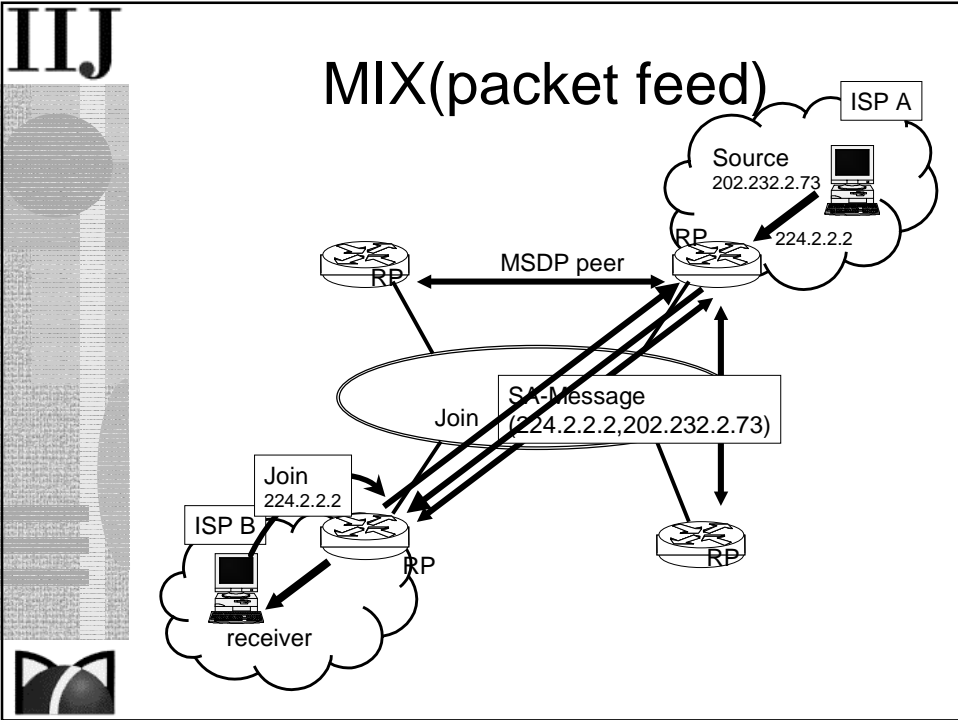 IIJ
MIX(packet feed)
ISP A
Source
202.232.2.73
RP
224.2.2.2
RP
MSDP peer
SA-Message
(224.2.2.2,202.232.2.73)
Join
Join
224.2.2.2
ISP B
RP
RP
receiver